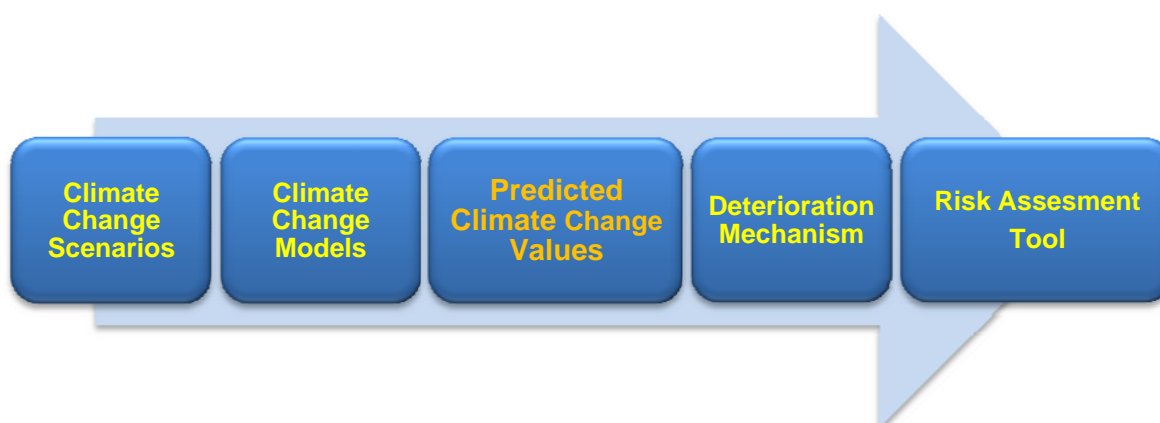 Climate
Change
Scenarios
Climate
Change
Models
Predicted
Climate Change
Values
Deterioration
Mechanism
Risk Assesment
Tool